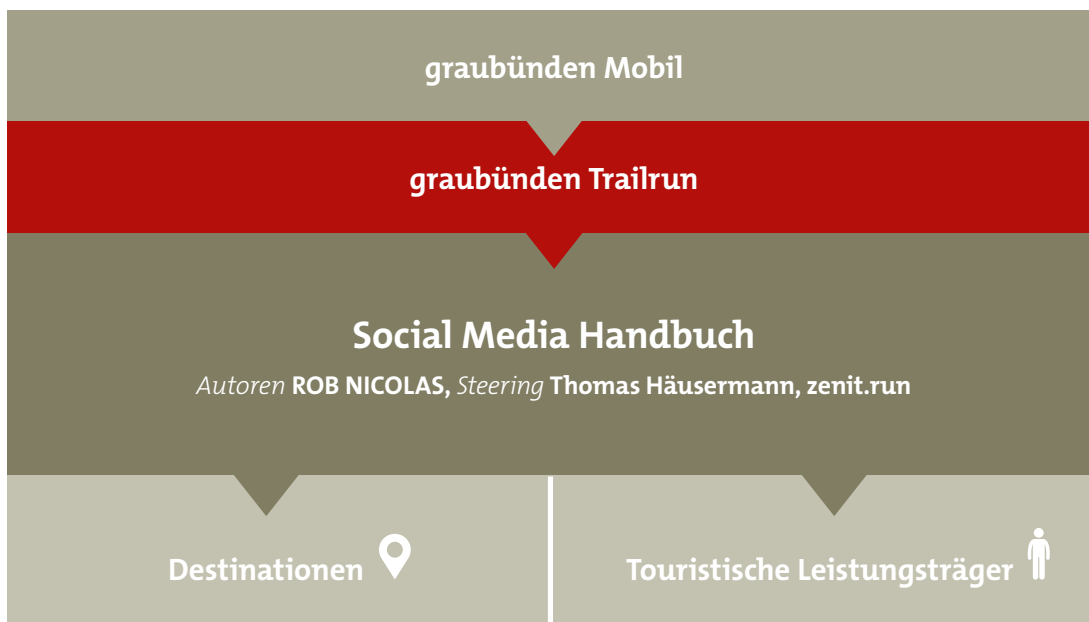 graubünden Mobil
graubünden Trailrun
Social Media Handbuch
Autoren ROB NICOLAS, Steering Thomas Häusermann, zenit.run
Destinationen
Touristische Leistungsträger